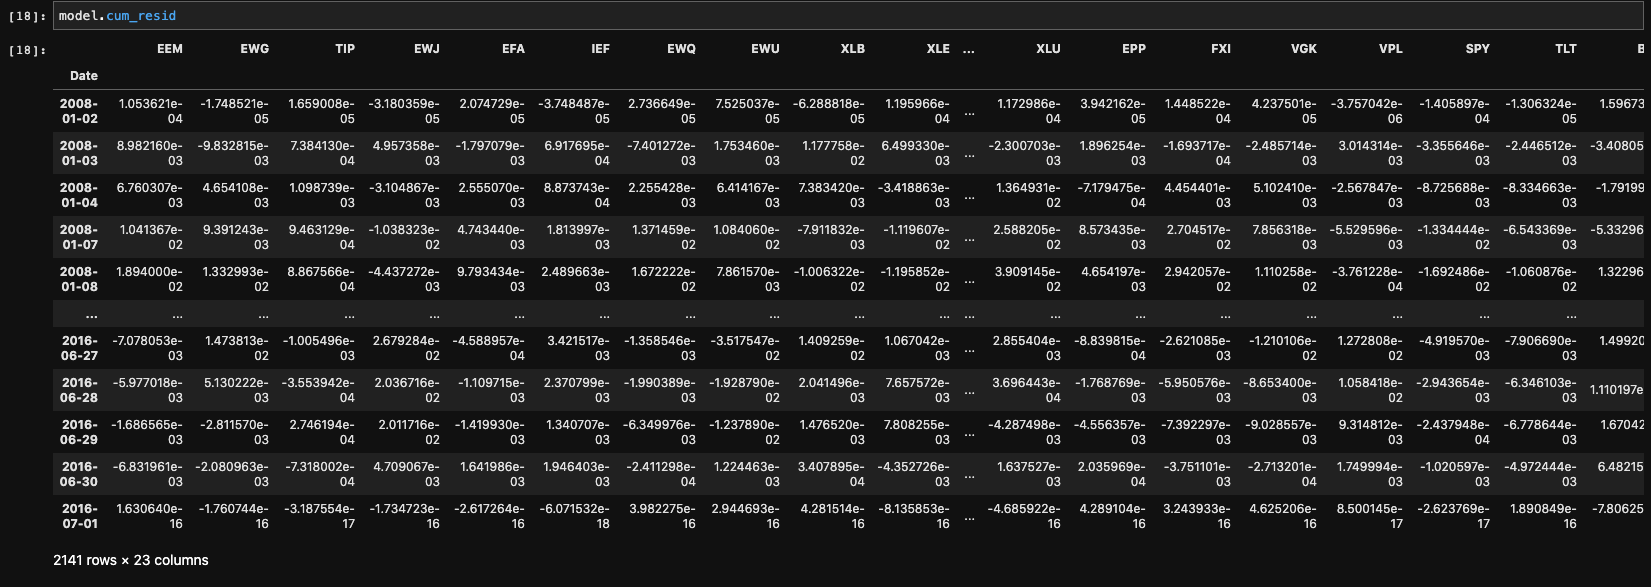 [18]: model.cum_resid
[18]: EEM EWG TIP EWJ EFA IEF EWQ EWU XLB XLE ... XLU EPP FXI VGK VPL SPY TLT B
Date
2008- 1.053621e- -1.748521e- 1.659008e- -3.180359e- 2.074729e- -3.748487e- 2.736649e- 7.525037e- -6.288818e- 1.195966e- ... 1.172986e- 3.942162e- 1.448522e- 4.237501e- -3.757042e- -1.405897e- -1.306324e- 1.59673
01-02 04 05 05 05 05 05 05 05 05 04 04 05 04 05 06 04 05
2008- 8.982160e- -9.832815e- 7.384130e- 4.957358e- -1.797079e- 6.917695e- -7.401272e- 1.753460e- 1.177758e- 6.499330e- ... -2.300703e- 1.896254e- -1.693717e- -2.485714e- 3.014314e- -3.355646e- -2.446512e- -3.40805
01-03 03 03 04 03 03 04 03 03 02 03 03 03 04 03 03 03 03
2008- 6.760307e- 4.654108e- 1.098739e- -3.104867e- 2.555070e- 8.873743e- 2.255428e- 6.414167e- 7.383420e- -3.418863e- ... 1.364931e- -7.179475e- 4.454401e- 5.102410e- -2.567847e- -8.725688e- -8.334663e- -1.79199
01-04 03 03 03 03 03 04 03 03 03 03 02 04 03 03 03 03 03
2008- 1.041367e- 9.391243e- 9.463129e- -1.038323e- 4.743440e- 1.813997e- 1.371459e- 1.084060e- -7.911832e- -1.119607e- ... 2.588205e- 8.573435e- 2.704517e- 7.856318e- -5.529596e- -1.334444e- -6.543369e- -5.33296
01-07 02 03 04 02 03 03 02 02 03 02 02 03 02 03 03 02 03
2008- 1.894000e- 1.332993e- 8.867566e- -4.437272e- 9.793434e- 2.489663e- 1.672222e- 7.861570e- -1.006322e- -1.195852e- ... 3.909145e- 4.654197e- 2.942057e- 1.110258e- -3.761228e- -1.692486e- -1.060876e- 1.32296
01-08 02 02 04 03 03 03 02 03 02 02 02 03 02 02 04 02 02
... ... ... ... ... ... ... ... ... ... ... ... ... ... ... ... ... ... ...
2016- -7.078053e- 1.473813e- -1.005496e- 2.679284e- -4.588957e- 3.421517e- -1.358546e- -3.517547e- 1.409259e- 1.067042e- ... 2.855404e- -8.839815e- -2.621085e- -1.210106e- 1.272808e- -4.919570e- -7.906690e- 1.49920
06-27 03 02 03 02 04 03 03 02 02 03 03 04 03 02 02 03 03
2016- -5.977018e- 5.130222e- -3.553942e- 2.036716e- -1.109715e- 2.370799e- -1.990389e- -1.928790e- 2.041496e- 7.657572e- ... 3.696443e- -1.768769e- -5.950576e- -8.653400e- 1.058418e- -2.943654e- -6.346103e- 1.110197e
06-28 03 03 04 02 03 03 03 02 03 03 04 03 03 03 02 03 03
2016- -1.686565e- -2.811570e- 2.746194e- 2.011716e- -1.419930e- 1.340707e- -6.349976e- -1.237890e- 1.476520e- 7.808255e- ... -4.287498e- -4.556357e- -7.392297e- -9.028557e- 9.314812e- -2.437948e- -6.778644e- 1.67042
06-29 03 03 04 02 03 03 03 02 03 03 03 03 03 03 03 04 03
2016- -6.831961e- -2.080963e- -7.318002e- 4.709067e- 1.641986e- 1.946403e- -2.411298e- 1.224463e- 3.407895e- -4.352726e- ... 1.637527e- 2.035969e- -3.751101e- -2.713201e- 1.749994e- -1.020597e- -4.972444e- 6.48215
06-30 03 03 04 03 03 03 04 03 04 03 03 04 03 04 03 03 03
2016- 1.630640e- -1.760744e- -3.187554e- -1.734723e- -2.617264e- -6.071532e- 3.982275e- 2.944693e- 4.281514e- -8.135853e- ... -4.685922e- 4.289104e- 3.243933e- 4.625206e- 8.500145e- -2.623769e- 1.890849e- -7.80625
07-01 16 16 17 16 16 18 16 16 16 16 16 16 16 16 17 17 16
2141 rows × 23 columns